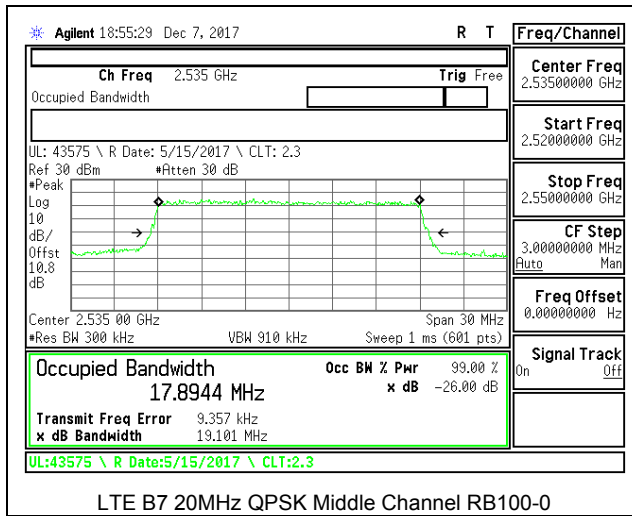 Agilent 18:55:29 Dec 7, 2017 R T
Freq/Channel
Ch Freq 2.535 GHz Trig Free
Occupied Bandwidth
Center Freq
2.53500000 GHz
Start Freq
2.52000000 GHz
UL: 43575 \ R Date: 5/15/2017 \ CLT: 2.3
Ref 30 dBm #Atten 30 dB
#Peak
Log
10
dB/
Offst
10.8
dB
Stop Freq
2.55000000 GHz
CF Step
3.00000000 MHz
Auto Man
Freq Offset
0.00000000 Hz
Center 2.535 00 GHz Span 30 MHz
#Res BW 300 kHz VBW 910 kHz Sweep 1 ms (601 pts)
Signal Track
On Off
Occupied Bandwidth Occ BW % Pwr 99.00 %
17.8944 MHz x dB -26.00 dB
Transmit Freq Error 9.357 kHz
x dB Bandwidth 19.101 MHz
UL:43575 \ R Date:5/15/2017 \ CLT:2.3
LTE B7 20MHz QPSK Middle Channel RB100-0